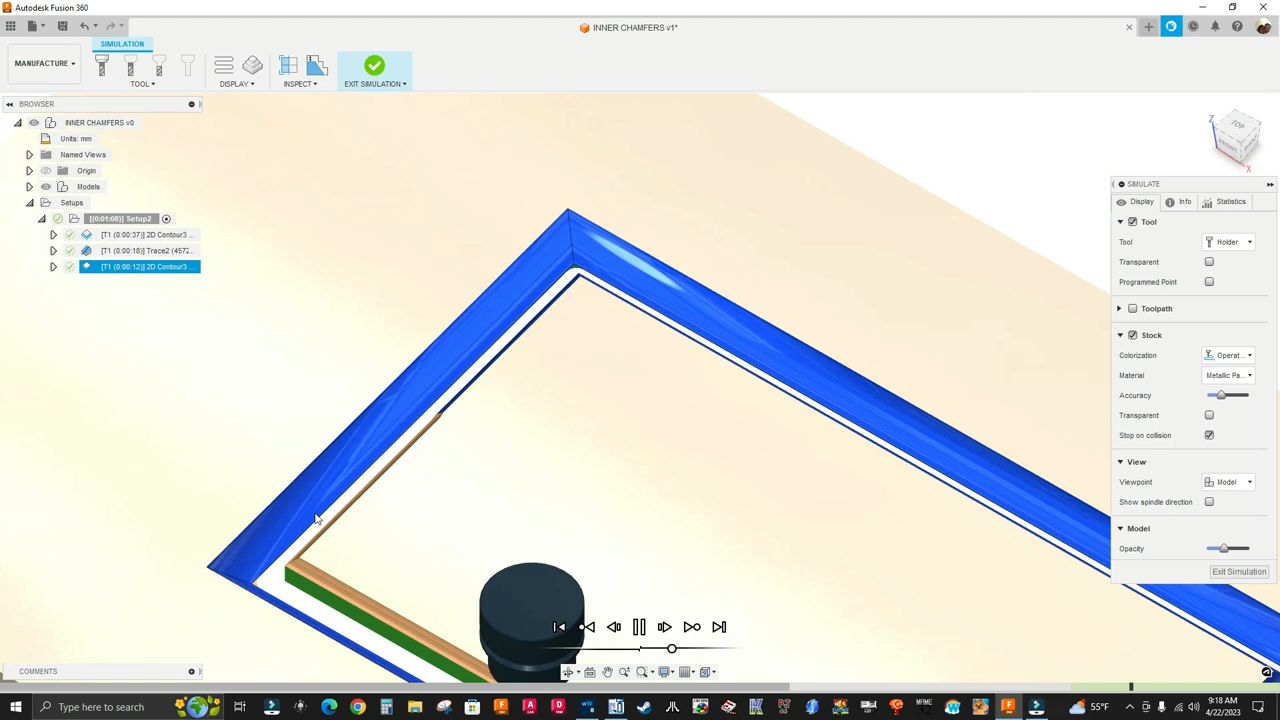 Autodesk Fusion 360
INNER CHAMFERS v1*
SIMULATION
MANUFACTURE
TOOL
DISPLAY
INSPECT
EXIT SIMULATION
BROWSER
INNER CHAMFERS v0
Units: mm
Named Views
Origin
Models
Setups
[(0:01:08)] Setup2
[T1 (0:00:37)] 2D Contour3 ...
[T1 (0:00:18)] Trace2 (4572...
[T1 (0:00:12)] 2D Contour3 ...
TOP
FRONT
Z
X
SIMULATE
Display
Info
Statistics
Tool
Tool
Holder
Transparent
Programmed Point
Toolpath
Stock
Colorization
Operat...
Material
Metallic Pa...
Accuracy
Transparent
Stop on collision
View
Viewpoint
Model
Show spindle direction
Model
Opacity
Exit Simulation
COMMENTS
Type here to search
55°F
9:18 AM
4/22/2023